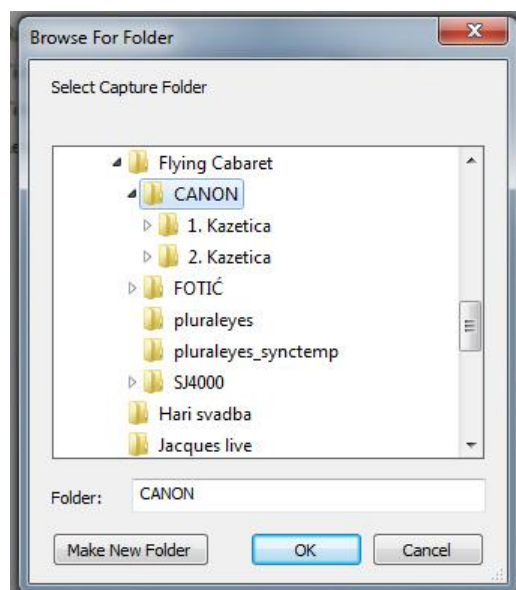 Browse For Folder
Select Capture Folder
Flying Cabaret
CANON
1. Kazetica
2. Kazetica
FOTIĆ
pluraleyes
pluraleyes_synctemp
SJ4000
Hari svadba
Jacques live
Folder: CANON
Make New Folder OK Cancel